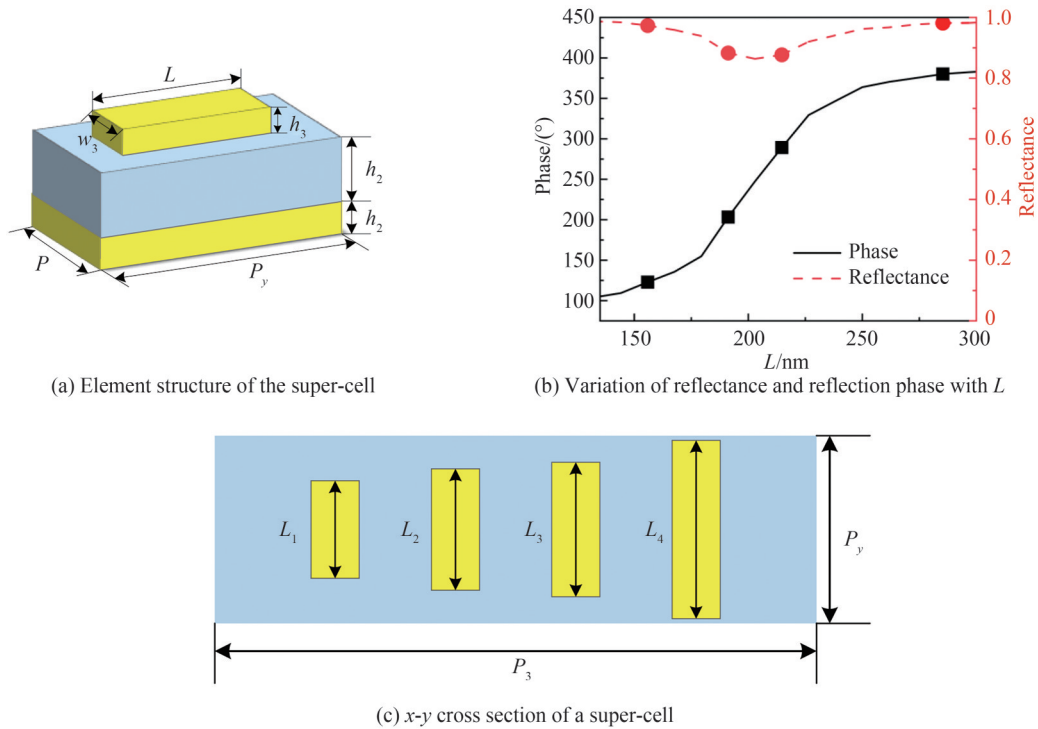 L
w3
h3
h2
h2
P
Py
(a) Element structure of the super-cell
450
400
350
300
250
200
150
100
Phase/(°)
1.0
0.8
0.6
0.4
0.2
0
Reflectance
Phase
Reflectance
150
200
250
300
L/nm
(b) Variation of reflectance and reflection phase with L
L1
L2
L3
L4
Py
P3
(c) x-y cross section of a super-cell